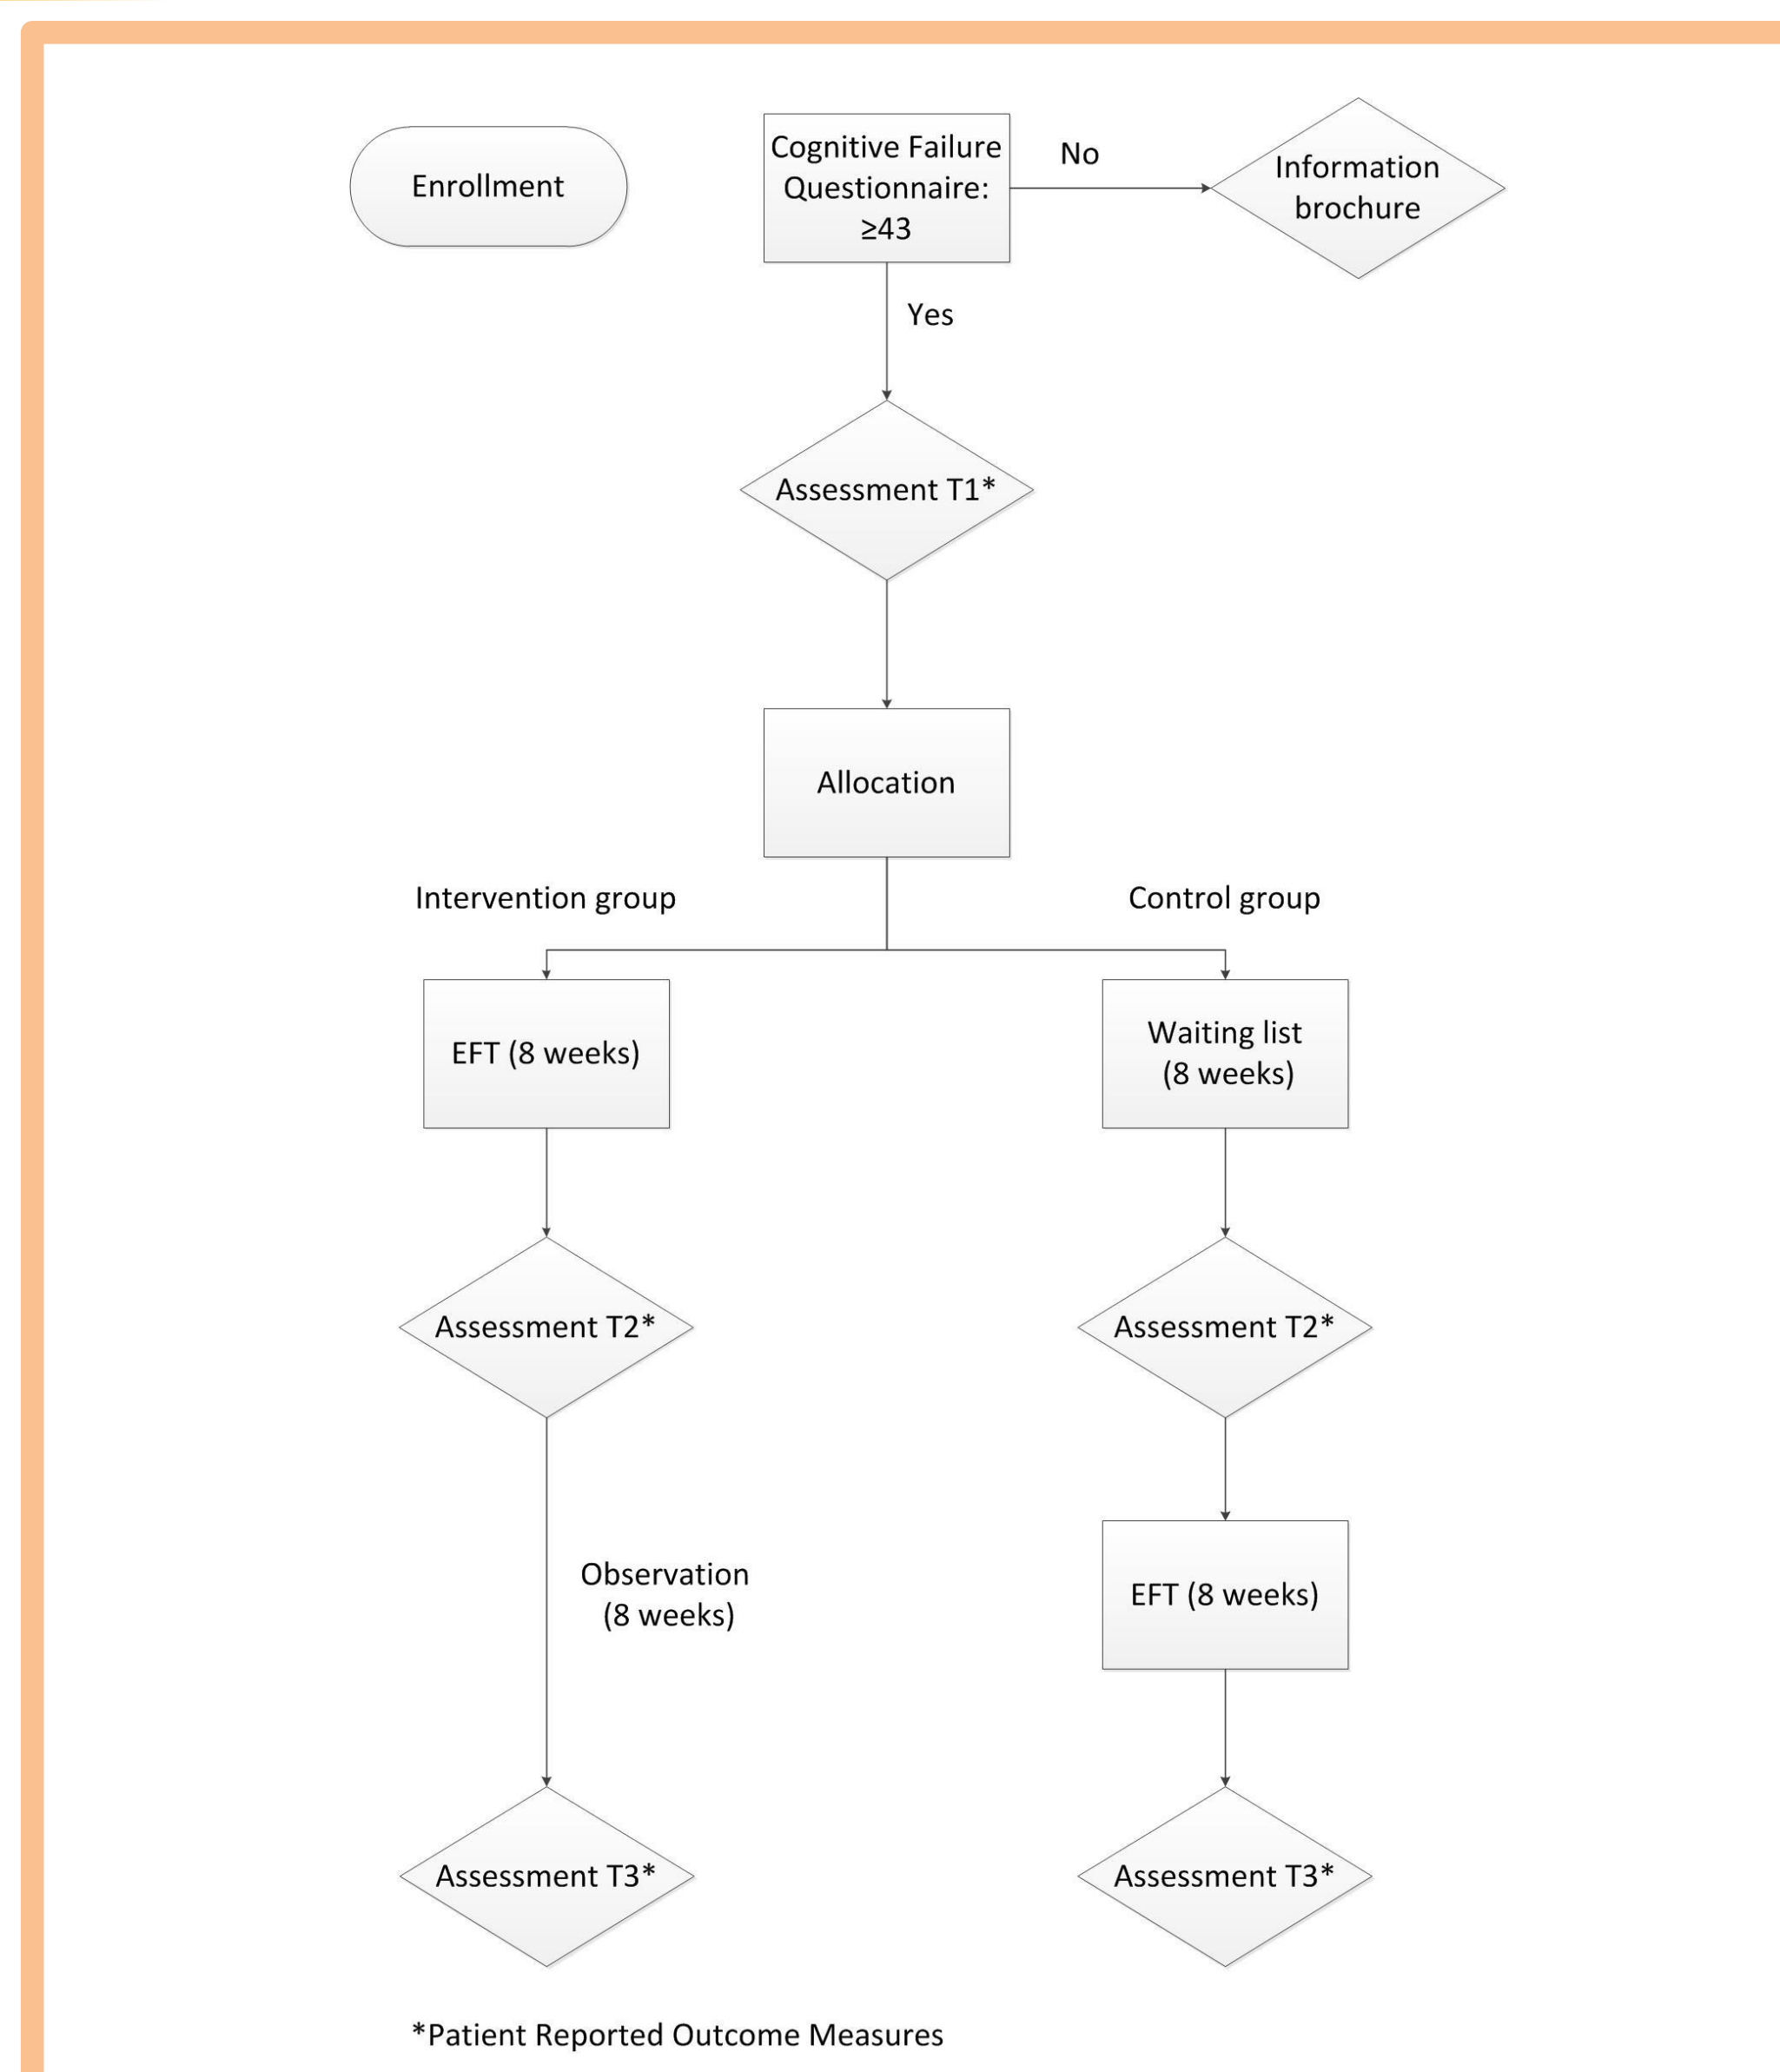 Enrollment
Cognitive Failure
Questionnaire:
≥43
No
Information
brochure
Yes
Assessment T1*
Allocation
Intervention group
Control group
EFT (8 weeks)
Waiting list
(8 weeks)
Assessment T2*
Assessment T2*
Observation
(8 weeks)
EFT (8 weeks)
Assessment T3*
Assessment T3*
*Patient Reported Outcome Measures